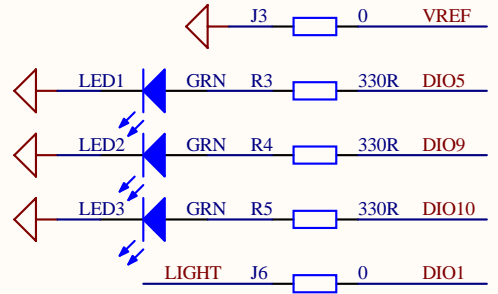 J3 0 VREF
LED1 GRN R3 330R DIO5
LED2 GRN R4 330R DIO9
LED3 GRN R5 330R DIO10
LIGHT J6 0 DIO1